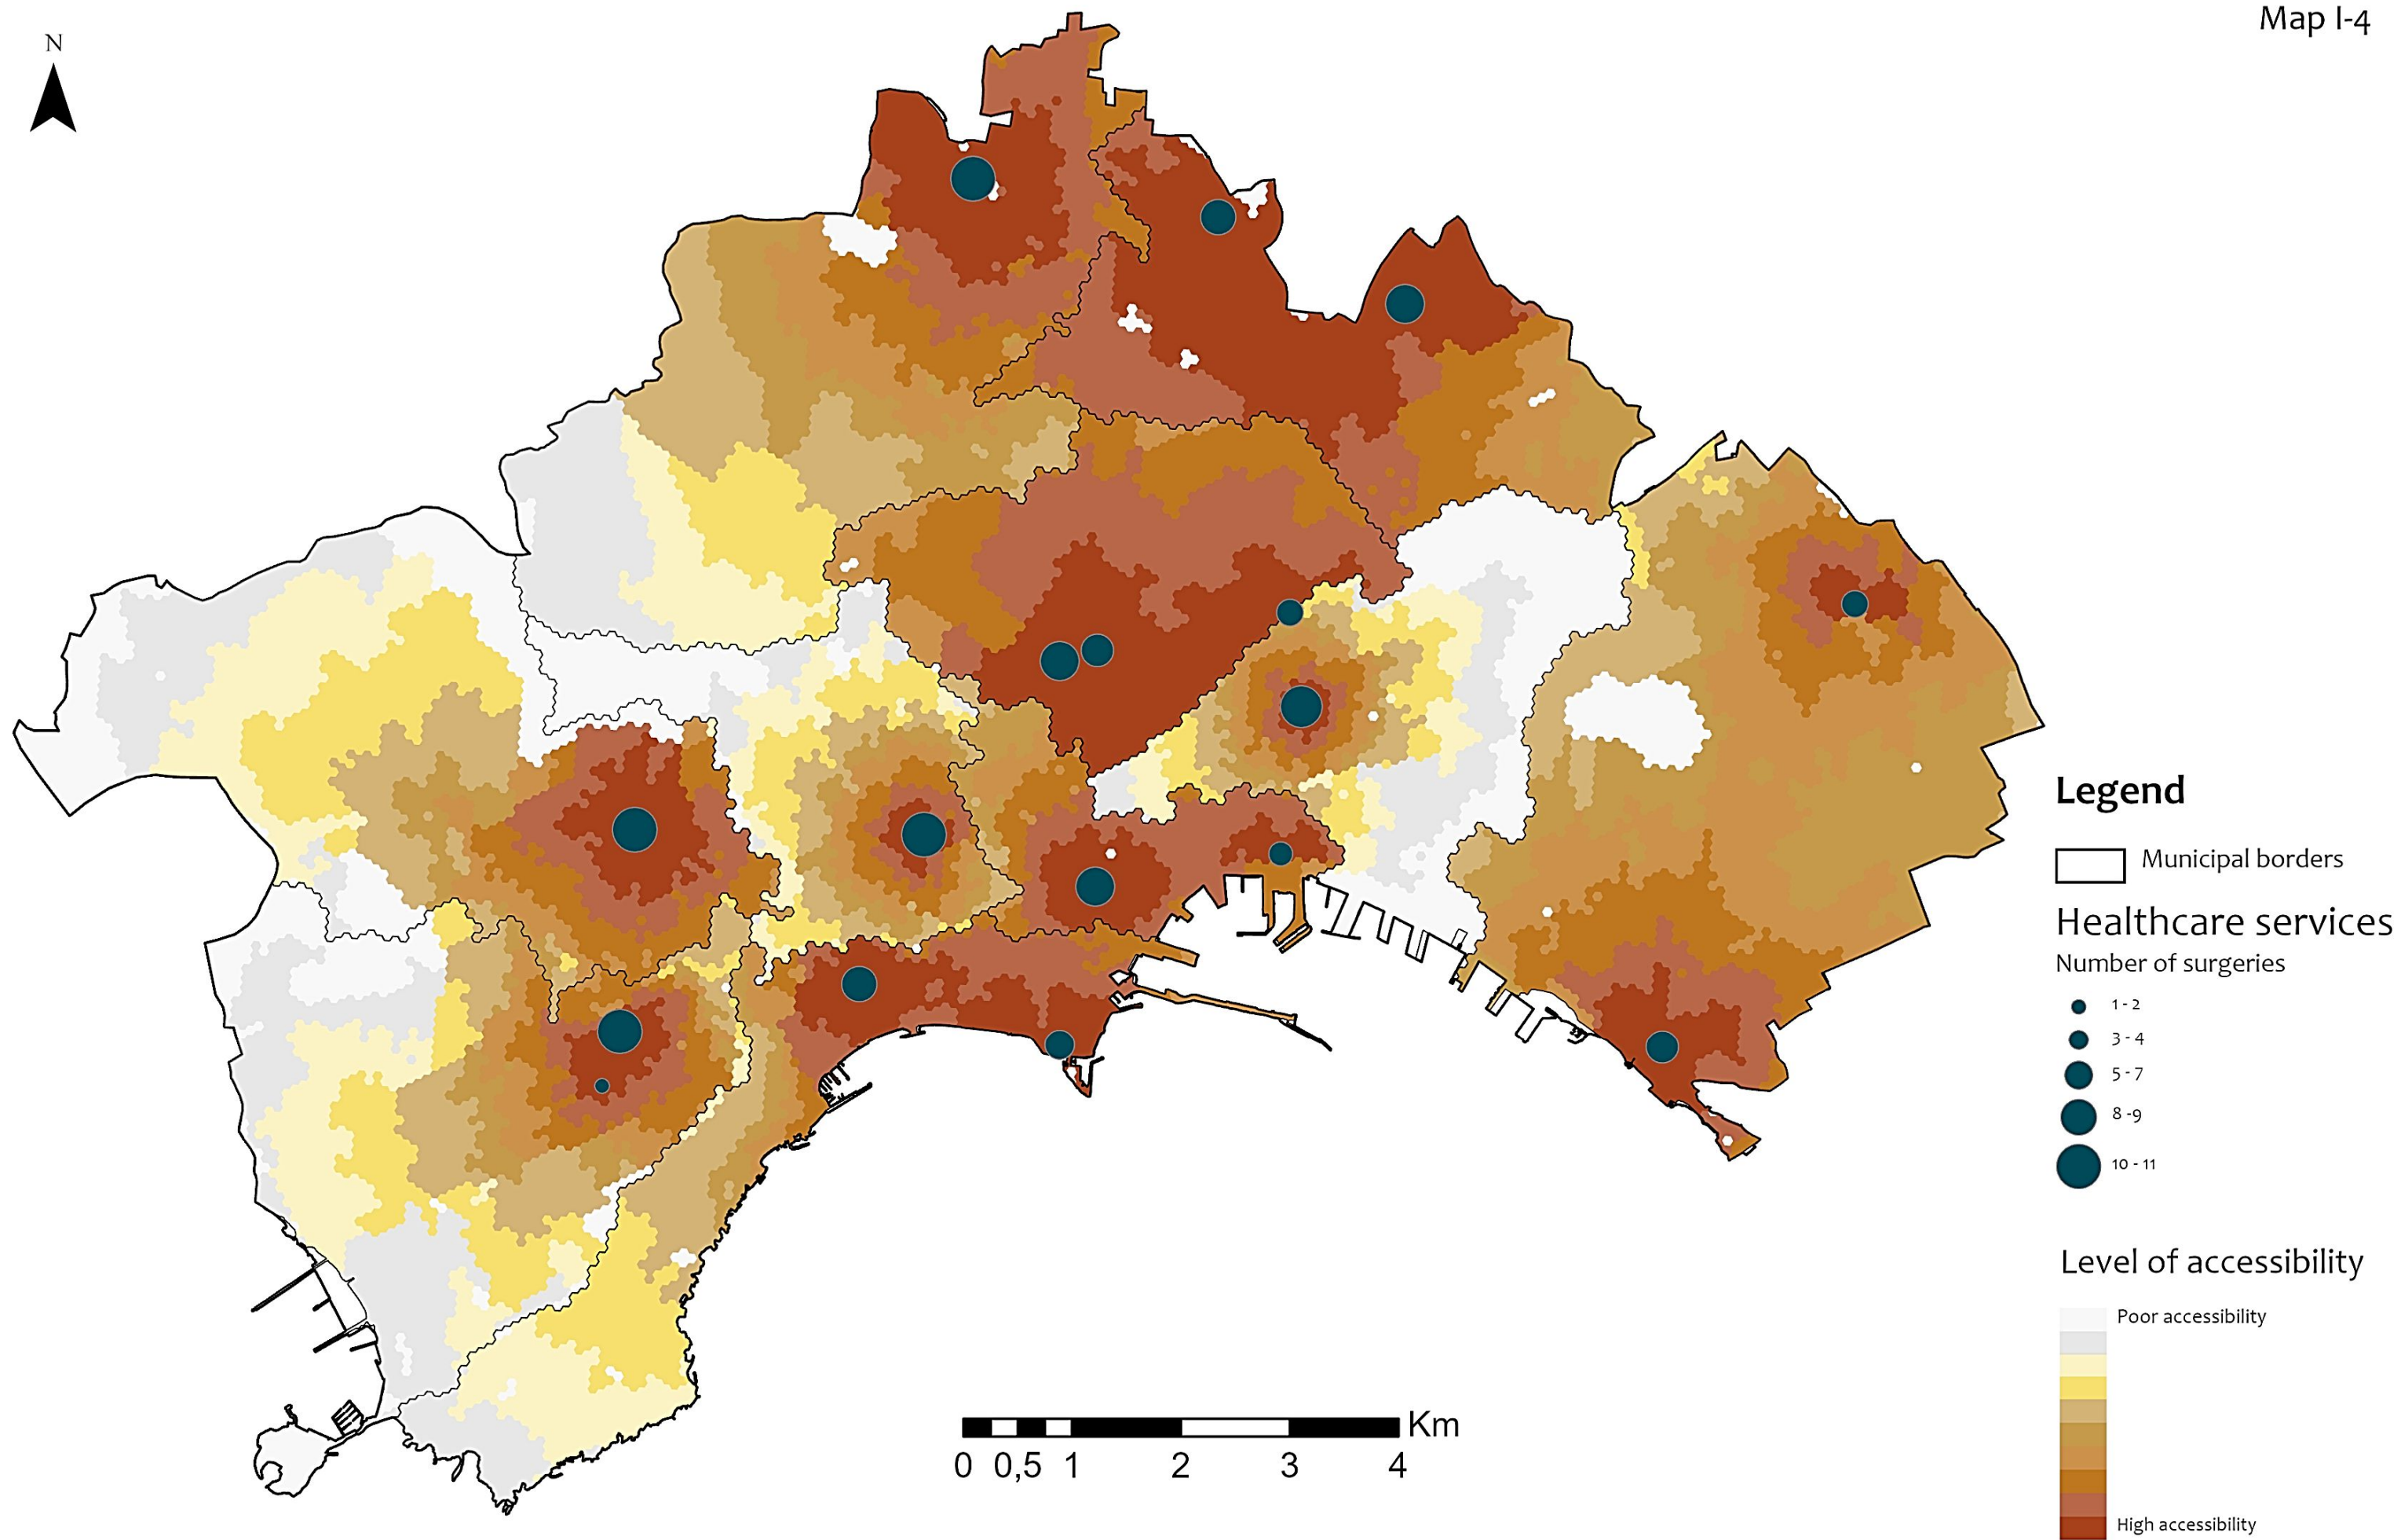 Map I-4
N
Legend
Municipal borders
Healthcare services
Number of surgeries
1 - 2
3 - 4
5 - 7
8 -9
10 - 11
Level of accessibility
Poor accessibility
High accessibility
Km
0 0,5 1 2 3 4